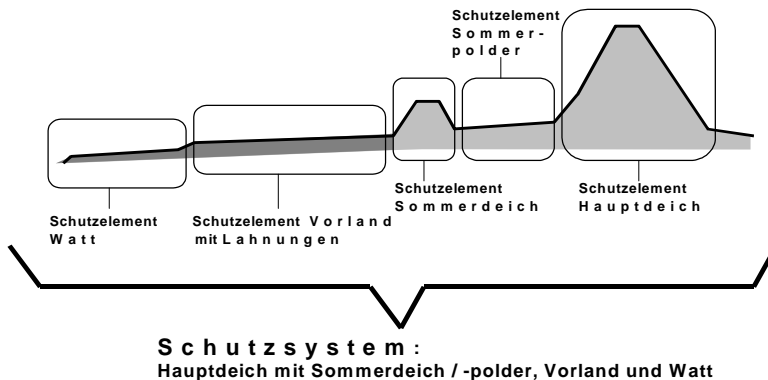 Schutzelement
Sommer-
polder
Schutzelement
Watt
Schutzelement Vorland
mit Lahnungen
Schutzelement
Sommerdeich
Schutzelement
Hauptdeich
Schutzsystem:
Hauptdeich mit Sommerdeich / -polder, Vorland und Watt